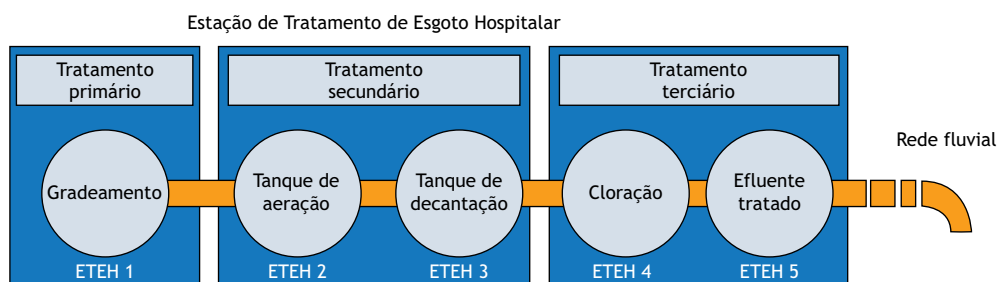 Estação de Tratamento de Esgoto Hospitalar
Tratamento
primário
Tratamento
secundário
Tratamento
terciário
Rede fluvial
Gradeamento
Tanque de
aeração
Tanque de
decantação
Cloração
Efluente
tratado
ETEH 1
ETEH 2
ETEH 3
ETEH 4
ETEH 5